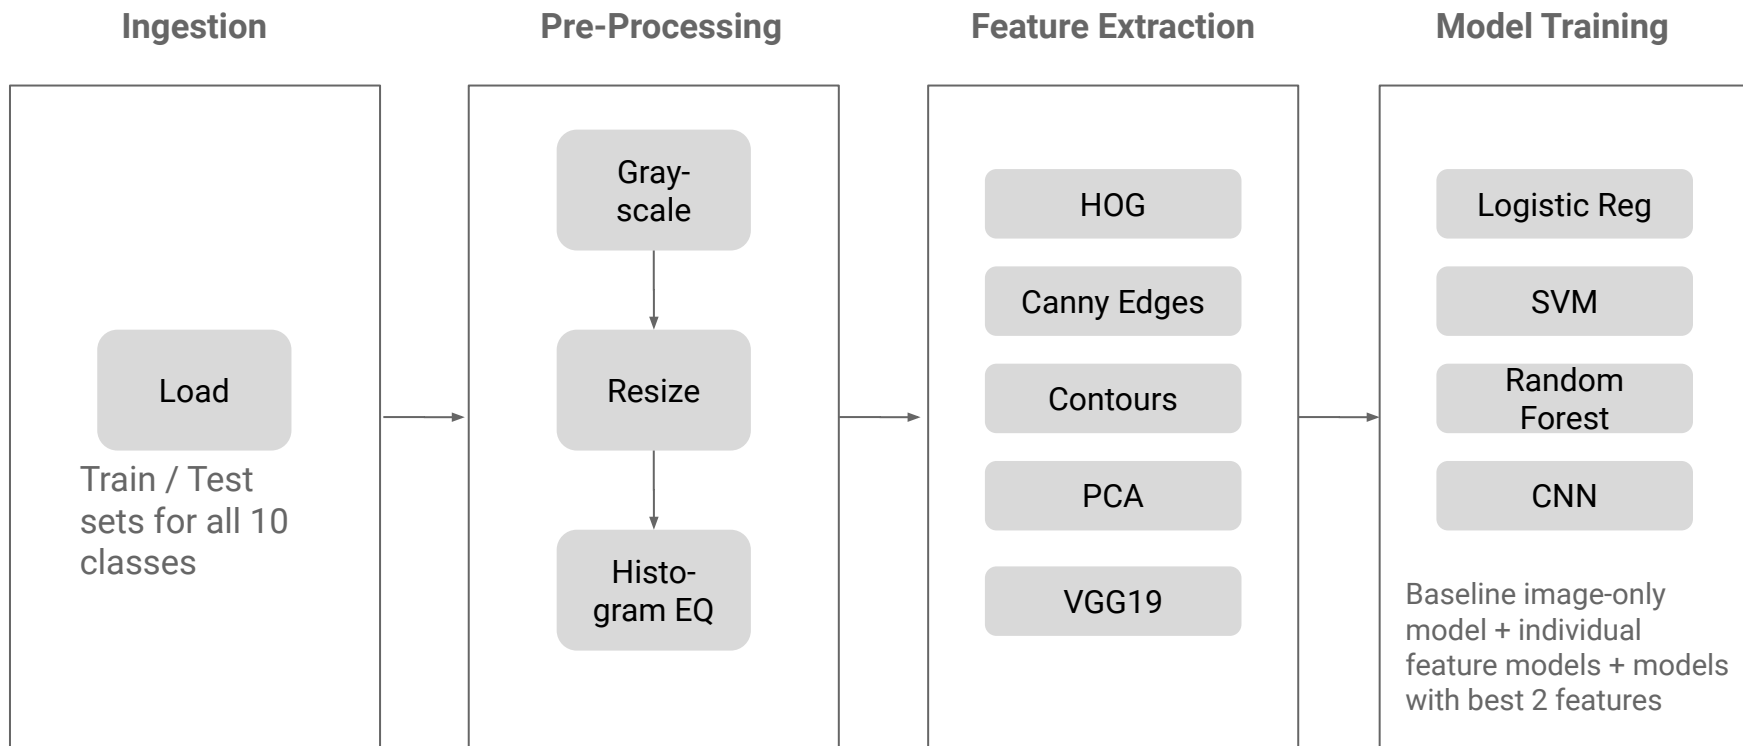 Ingestion
Pre-Processing
Feature Extraction
Model Training
Load
Train / Test
sets for all 10
classes
Gray-
scale
Resize
Histo-
gram EQ
HOG
Canny Edges
Contours
PCA
VGG19
Logistic Reg
SVM
Random
Forest
CNN
Baseline image-only
model + individual
feature models + models
with best 2 features